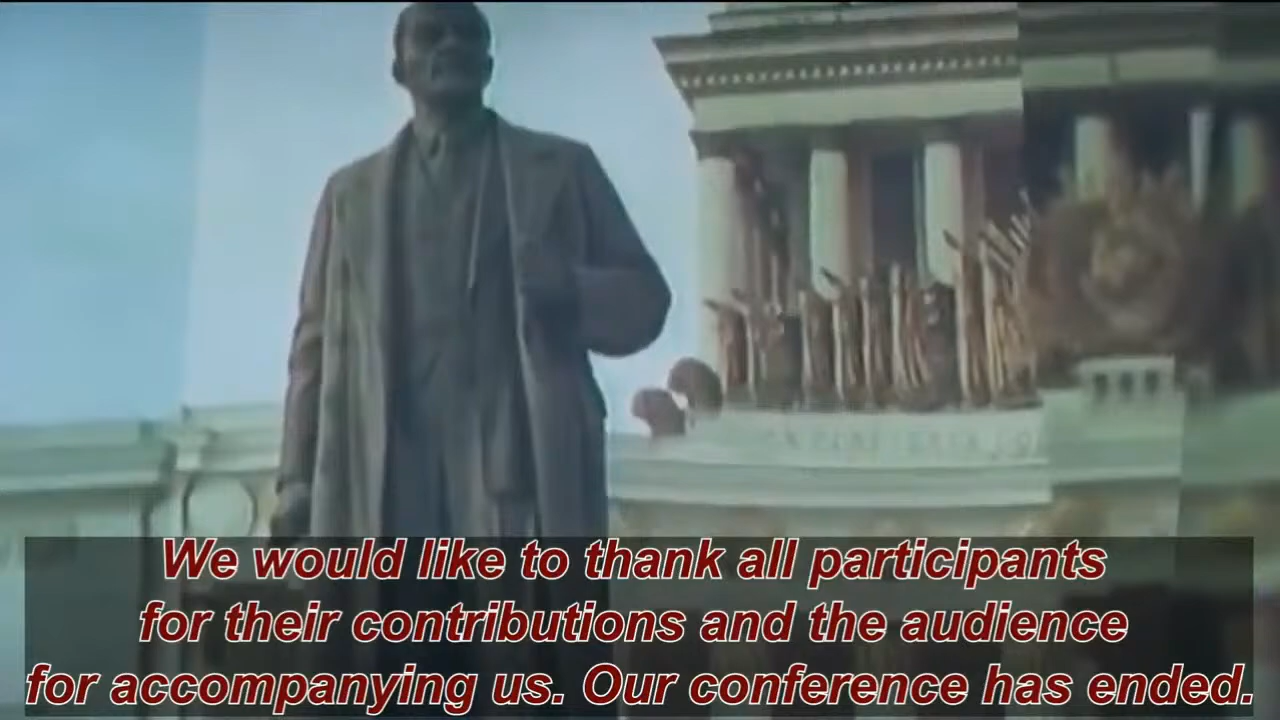 We would like to thank all participants
for their contributions and the audience
for accompanying us. Our conference has ended.